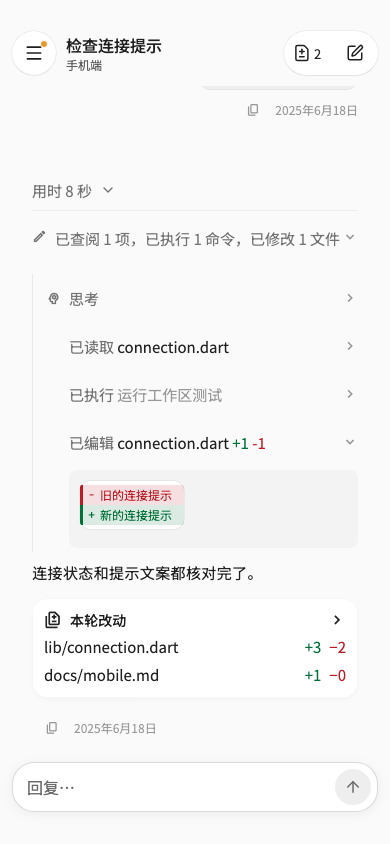 检查连接提示
手机端
2
2025年6月18日
用时 8 秒
已查阅 1 项，已执行 1 命令，已修改 1 文件
思考
已读取 connection.dart
已执行 运行工作区测试
已编辑 connection.dart +1 -1
- 旧的连接提示
+ 新的连接提示
连接状态和提示文案都核对完了。
本轮改动
lib/connection.dart +3 −2
docs/mobile.md +1 −0
2025年6月18日
回复…